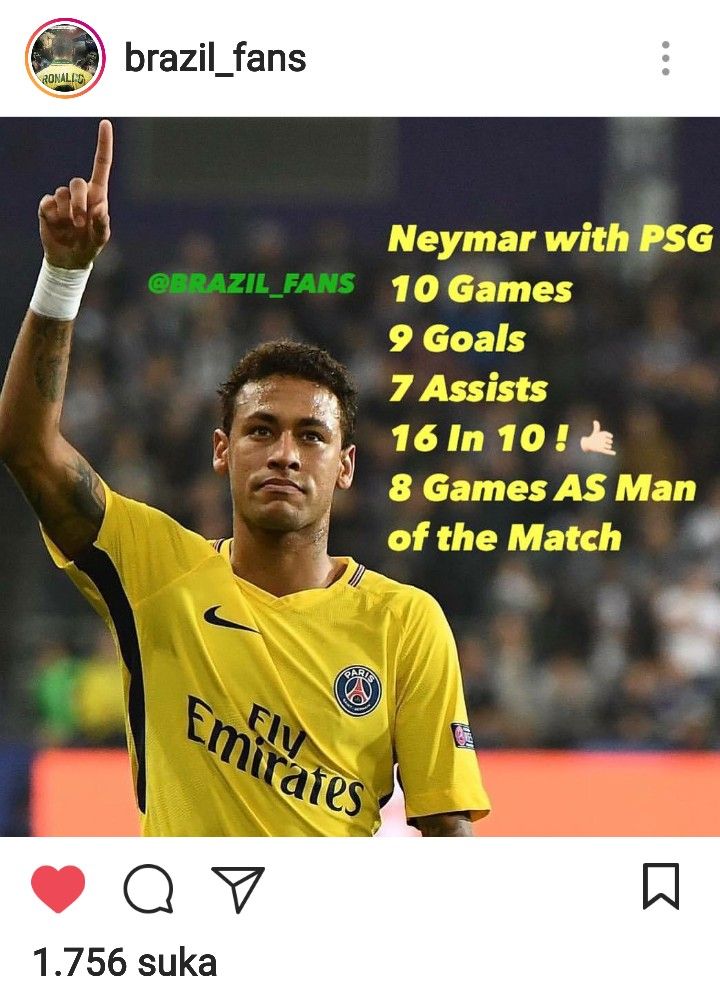 brazil_fans
RONALDO
@BRAZIL_FANS
Neymar with PSG
10 Games
9 Goals
7 Assists
16 In 10 ! 🤙🏻
8 Games AS Man
of the Match
PARIS
Fly
Emirates
1.756 suka